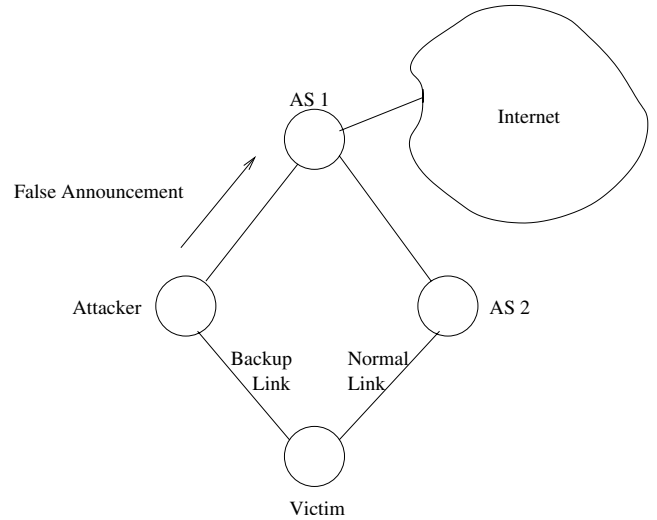 AS 1
Internet
False Announcement
Attacker
AS 2
Backup
Link
Normal
Link
Victim